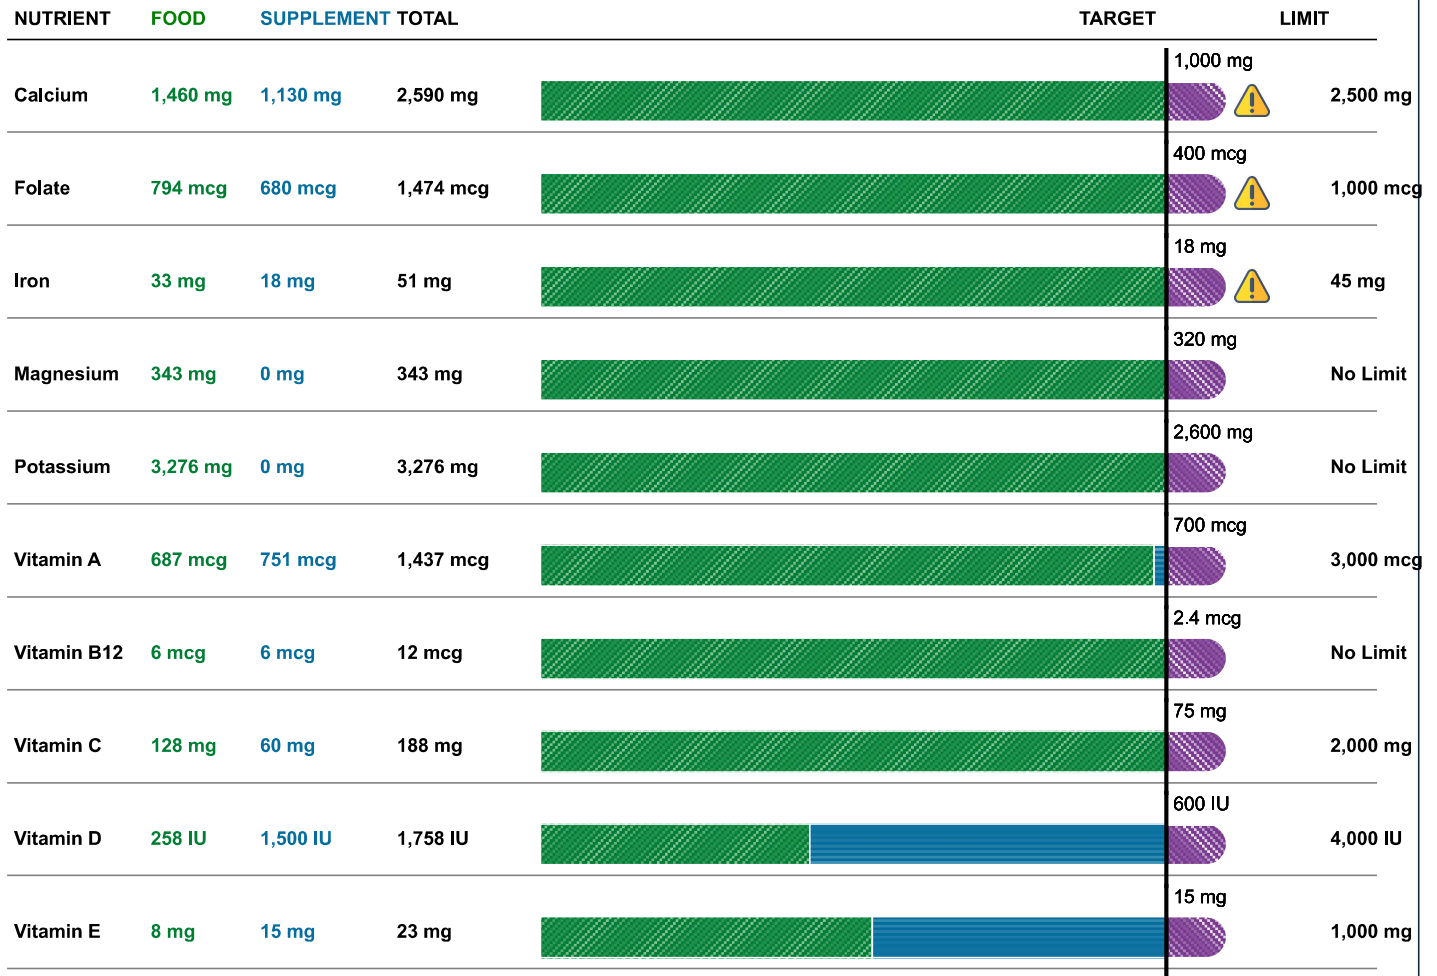 NUTRIENT FOOD SUPPLEMENT TOTAL TARGET LIMIT
1,000 mg
Calcium 1,460 mg 1,130 mg 2,590 mg 2,500 mg
400 mcg
Folate 794 mcg 680 mcg 1,474 mcg 1,000 mcg
18 mg
Iron 33 mg 18 mg 51 mg 45 mg
320 mg
Magnesium 343 mg 0 mg 343 mg No Limit
2,600 mg
Potassium 3,276 mg 0 mg 3,276 mg No Limit
700 mcg
Vitamin A 687 mcg 751 mcg 1,437 mcg 3,000 mcg
2.4 mcg
Vitamin B12 6 mcg 6 mcg 12 mcg No Limit
75 mg
Vitamin C 128 mg 60 mg 188 mg 2,000 mg
600 IU
Vitamin D 258 IU 1,500 IU 1,758 IU 4,000 IU
15 mg
Vitamin E 8 mg 15 mg 23 mg 1,000 mg